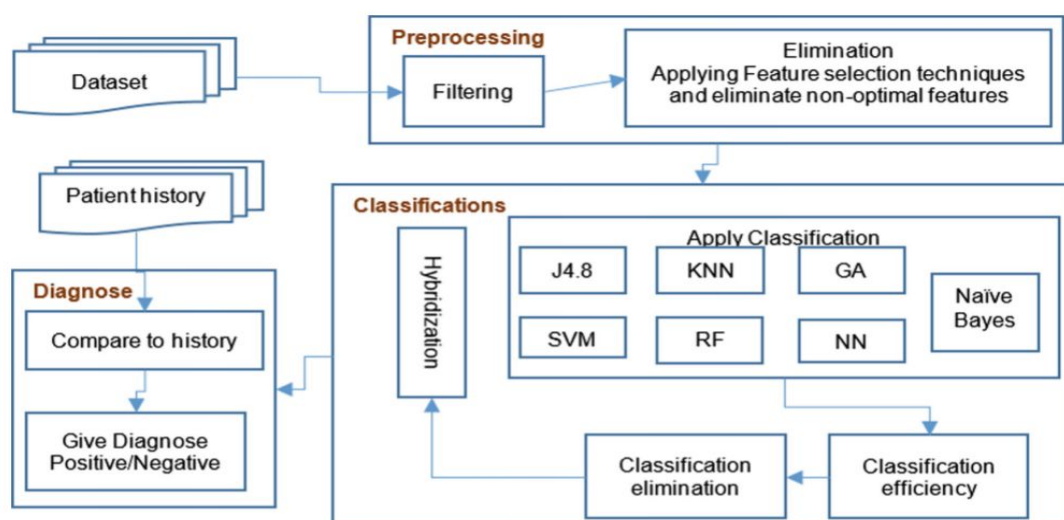 Dataset
Preprocessing
Filtering
Elimination
Applying Feature selection techniques
and eliminate non-optimal features
Patient history
Diagnose
Compare to history
Give Diagnose
Positive/Negative
Classifications
Hybridization
Apply Classification
J4.8
KNN
GA
Naïve
Bayes
SVM
RF
NN
Classification
elimination
Classification
efficiency